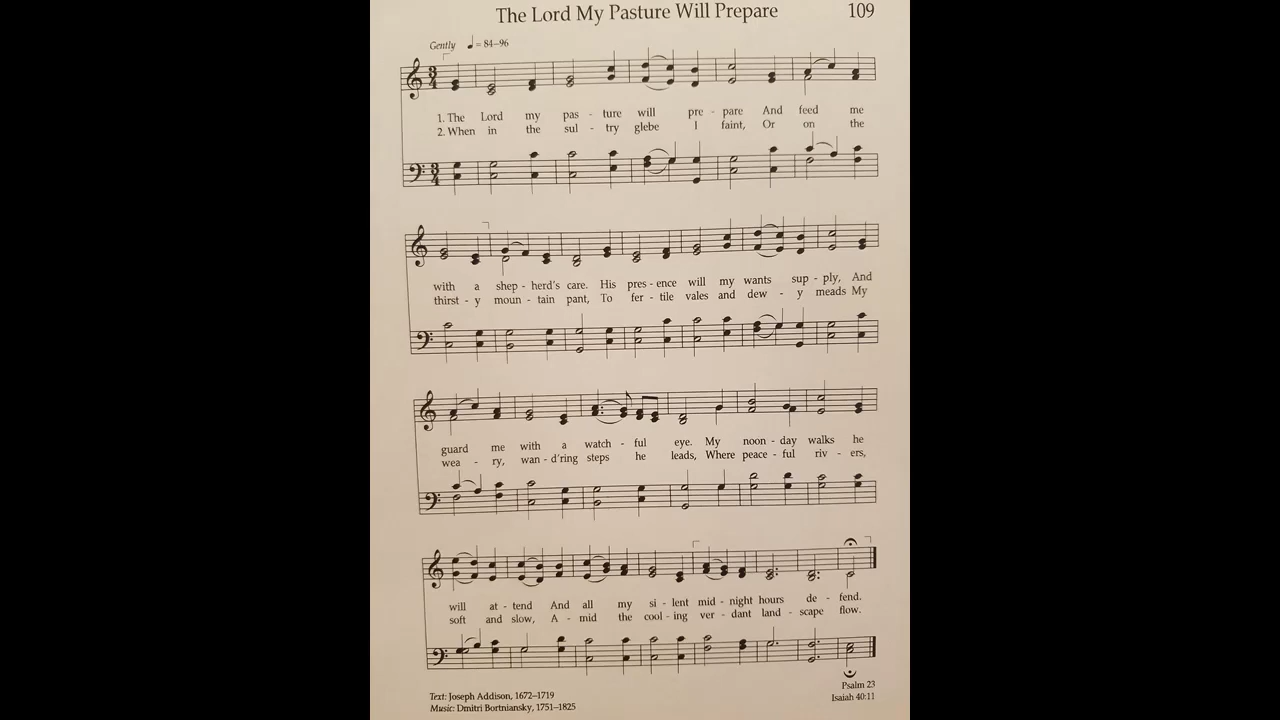 The Lord My Pasture Will Prepare 109
Gently ♩ = 84–96
1. The Lord my pas - ture will pre - pare And feed me
2. When in the sul - try glebe I faint, Or on the
with a shep - herd's care. His pres - ence will my wants sup - ply, And
thirst - y moun - tain pant, To fer - tile vales and dew - y meads My
guard me with a watch - ful eye. My noon - day walks he
wea - ry, wan - d'ring steps he leads, Where peace - ful riv - ers,
will at - tend And all my si - lent mid - night hours de - fend.
soft and slow, A - mid the cool - ing ver - dant land - scape flow.
Text: Joseph Addison, 1672–1719
Music: Dmitri Bortniansky, 1751–1825
Psalm 23
Isaiah 40:11